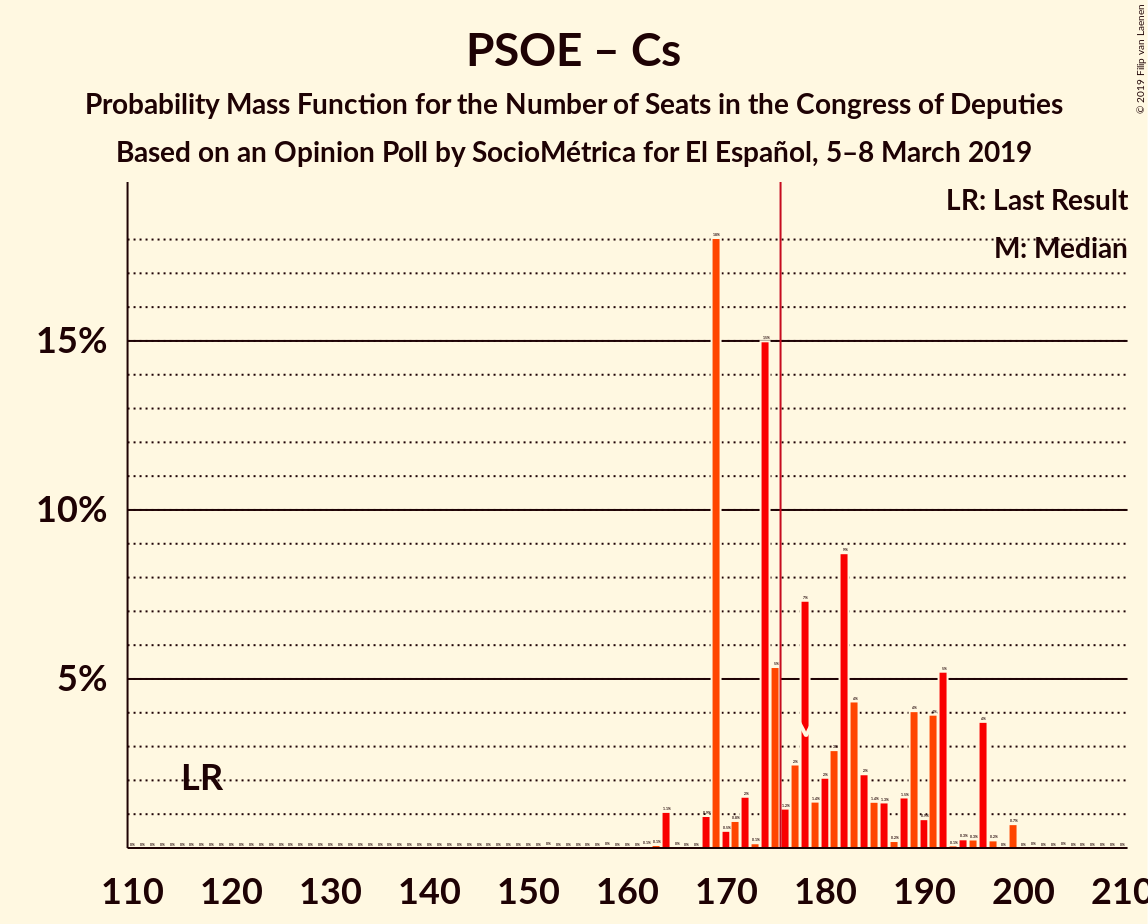 PSOE – Cs
Probability Mass Function for the Number of Seats in the Congress of Deputies
Based on an Opinion Poll by SocioMétrica for El Español, 5–8 March 2019
© 2019 Filip van Laenen
LR: Last Result
M: Median
15%
10%
5%
LR
110 120 130 140 150 160 170 180 190 200 210